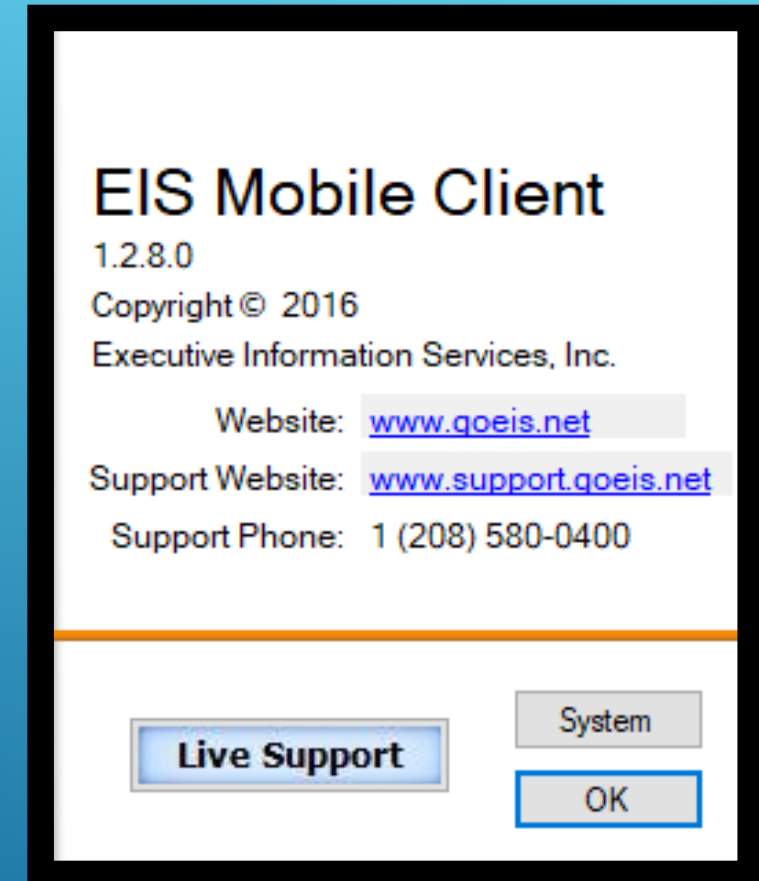 EIS Mobile Client
1.2.8.0
Copyright © 2016
Executive Information Services, Inc.
Website: www.goeis.net
Support Website: www.support.goeis.net
Support Phone: 1 (208) 580-0400
System
Live Support
OK